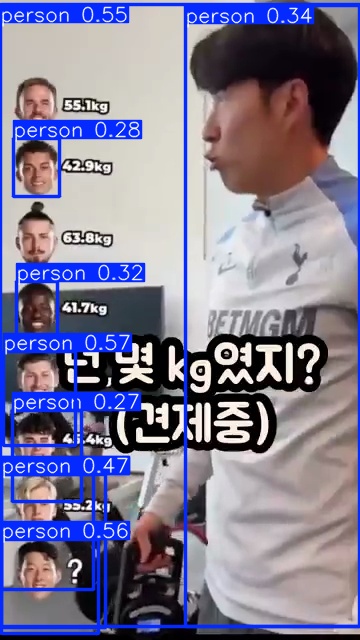 person 0.55
person 0.34
55.1kg
person 0.28
42.9kg
63.8kg
person 0.32
41.7kg
BETMGM
person 0.57
몇 kg였지?
person 0.27
(견제중)
person 0.47
55.2kg
person 0.56
?